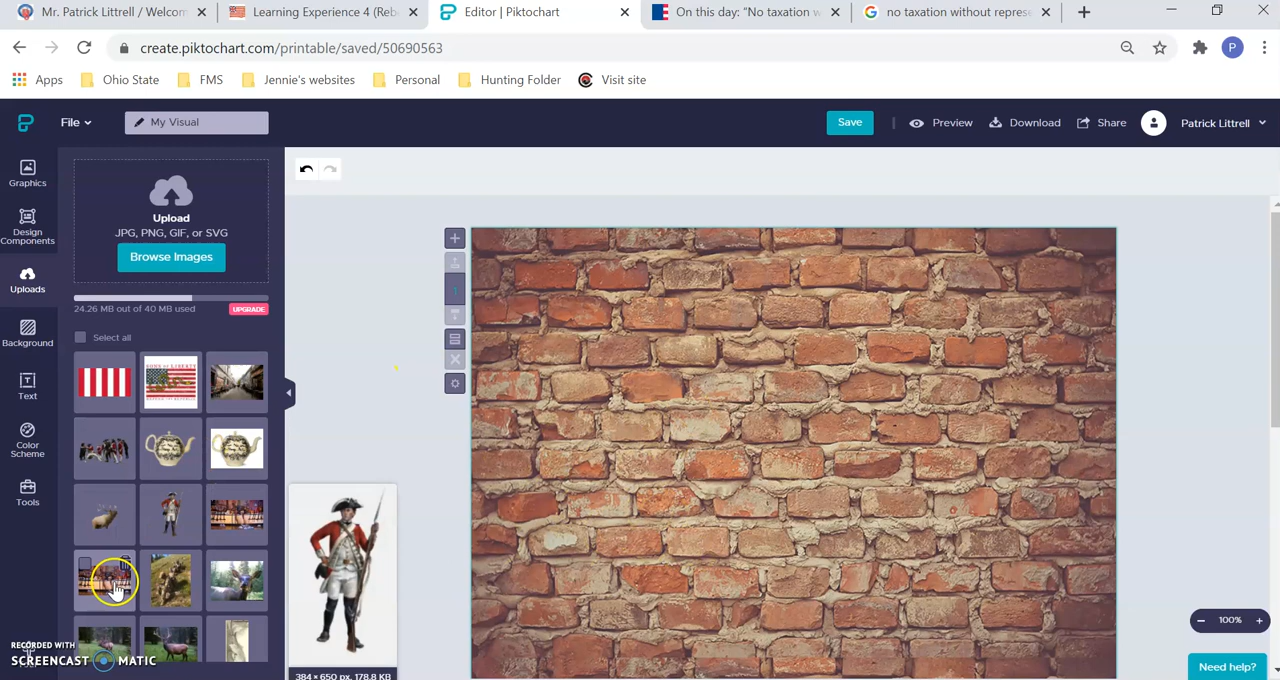 Mr. Patrick Littrell / Welcom
Learning Experience 4 (Reb
Editor | Piktochart
On this day: "No taxation w
no taxation without represe
create.piktochart.com/printable/saved/50690563
P
Apps
Ohio State
FMS
Jennie's websites
Personal
Hunting Folder
Visit site
File
My Visual
Save
Preview
Download
Share
Patrick Littrell
Graphics
Design
Components
Uploads
Background
Text
Color
Scheme
Tools
Upload
JPG, PNG, GIF, or SVG
Browse Images
24.26 MB out of 40 MB used
UPGRADE
Select all
SONS OF LIBERTY
1
384 × 650 px, 178.8 KB
100%
Need help?
RECORDED WITH
SCREENCAST MATIC